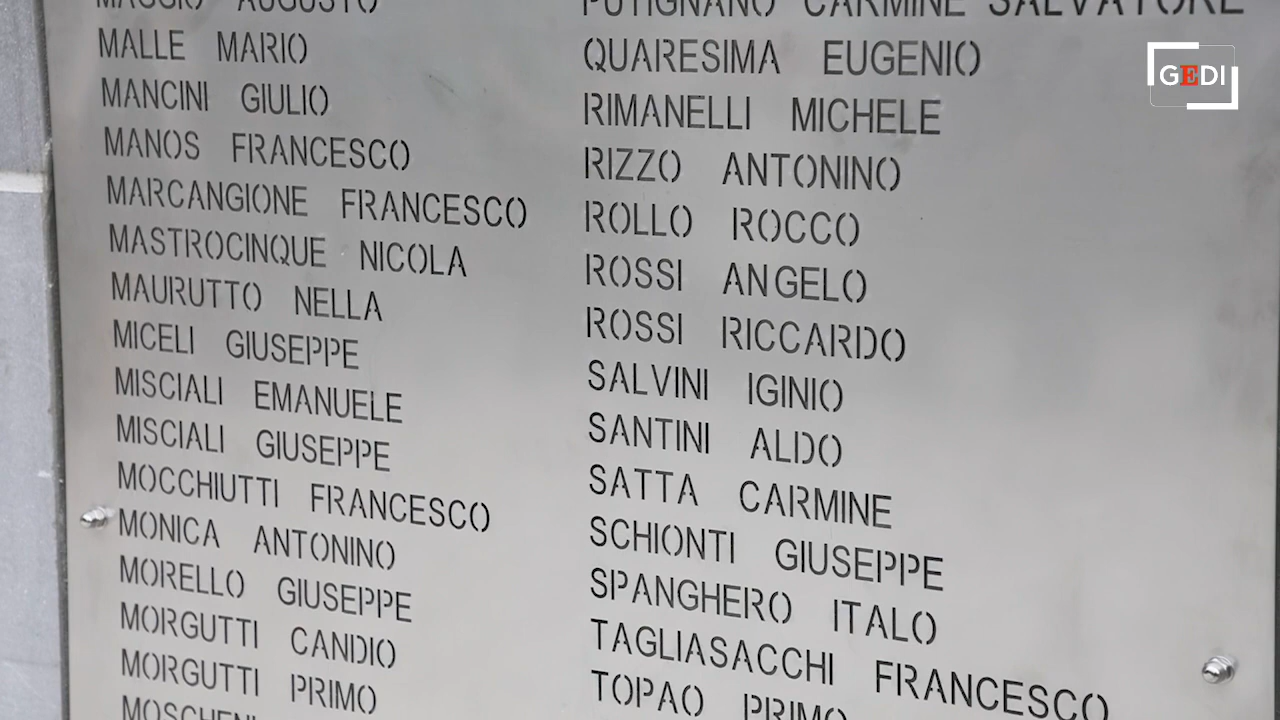 MAGGIO AUGUSTO
MALLE MARIO
MANCINI GIULIO
MANOS FRANCESCO
MARCANGIONE FRANCESCO
MASTROCINQUE NICOLA
MAURUTTO NELLA
MICELI GIUSEPPE
MISCIALI EMANUELE
MISCIALI GIUSEPPE
MOCCHIUTTI FRANCESCO
MONICA ANTONINO
MORELLO GIUSEPPE
MORGUTTI CANDIO
MORGUTTI PRIMO
MOSCHENI
PUTIGNANO CARMINE SALVATORE
QUARESIMA EUGENIO
RIMANELLI MICHELE
RIZZO ANTONINO
ROLLO ROCCO
ROSSI ANGELO
ROSSI RICCARDO
SALVINI IGINIO
SANTINI ALDO
SATTA CARMINE
SCHIONTI GIUSEPPE
SPANGHERO ITALO
TAGLIASACCHI FRANCESCO
TOPAO PRIMO
GEDI